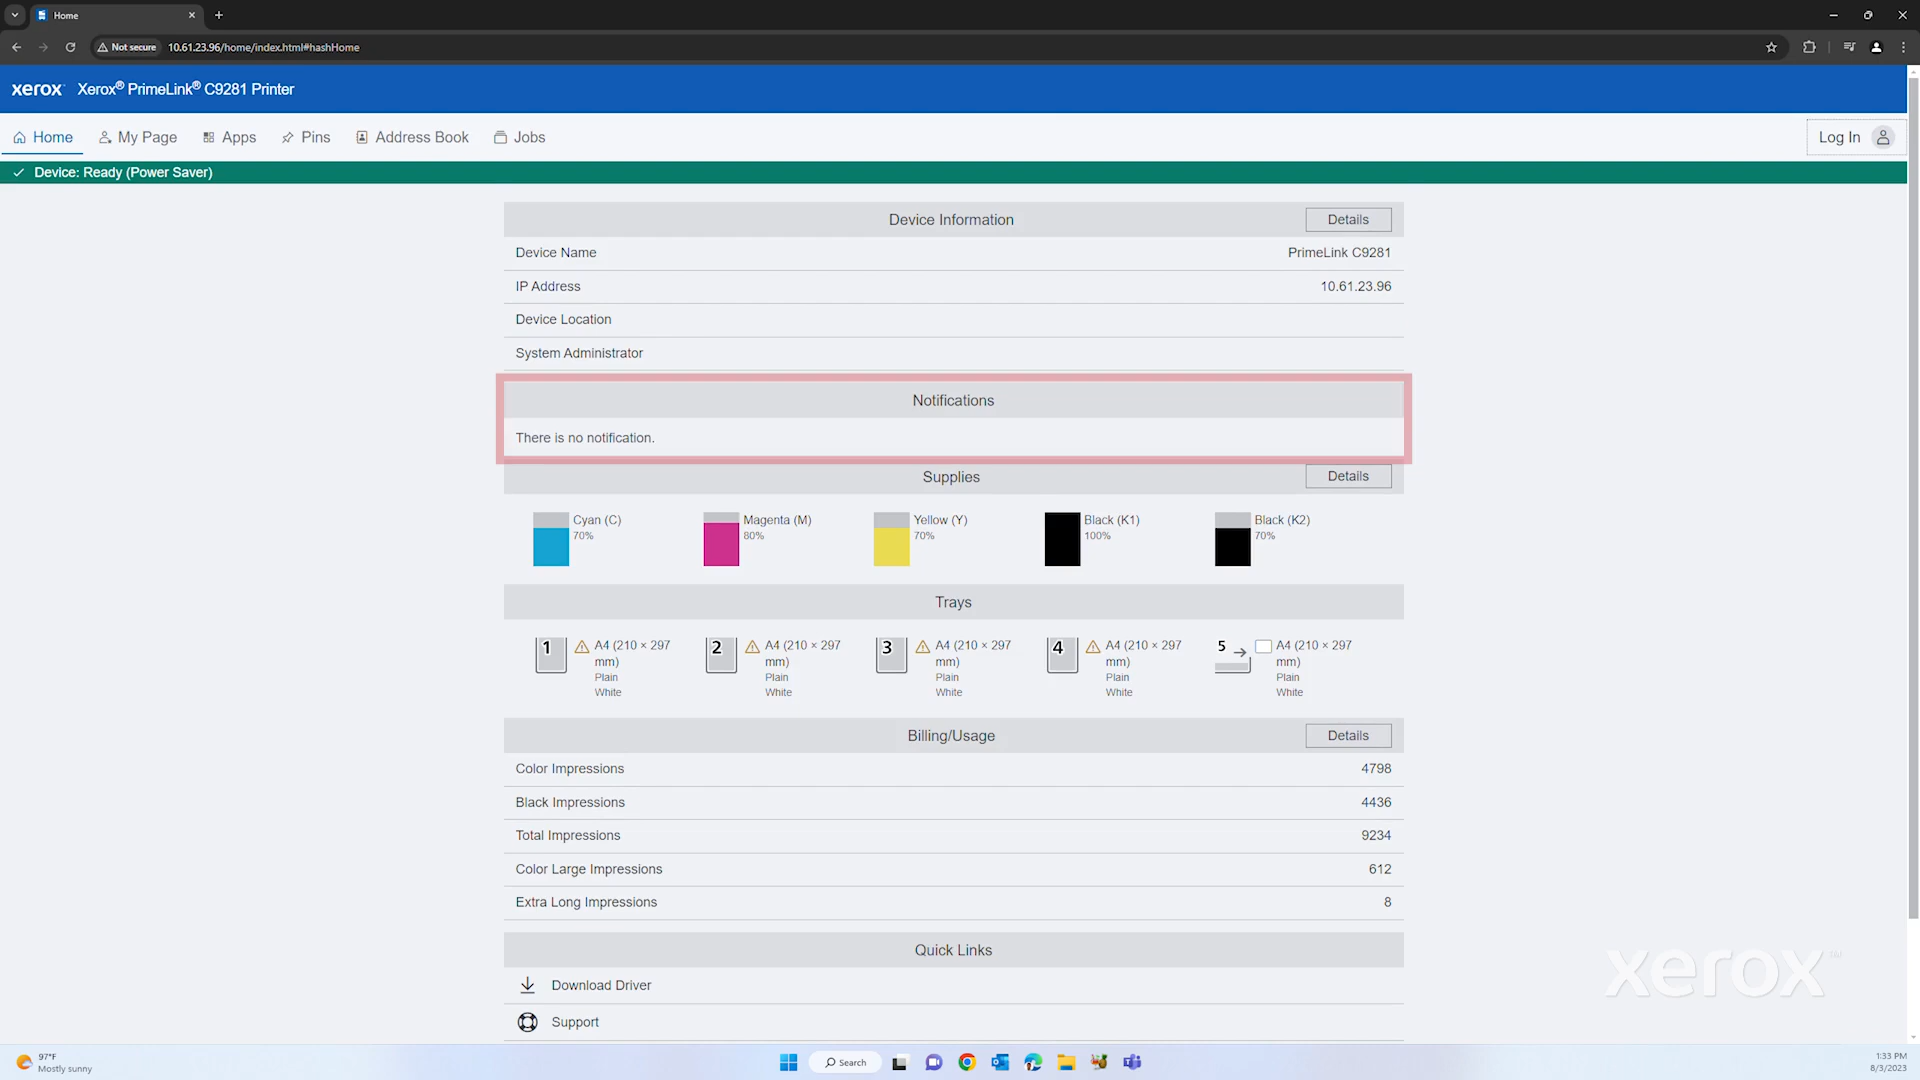 Home
Not secure
10.61.23.96/home/index.html#hashHome
xerox™ Xerox® PrimeLink® C9281 Printer
Home
My Page
Apps
Pins
Address Book
Jobs
Log In
Device: Ready (Power Saver)
Device Information
Details
Device Name PrimeLink C9281
IP Address 10.61.23.96
Device Location
System Administrator
Notifications
There is no notification.
Supplies
Details
Cyan (C)
70%
Magenta (M)
80%
Yellow (Y)
70%
Black (K1)
100%
Black (K2)
70%
Trays
1
A4 (210 × 297
mm)
Plain
White
2
A4 (210 × 297
mm)
Plain
White
3
A4 (210 × 297
mm)
Plain
White
4
A4 (210 × 297
mm)
Plain
White
5
A4 (210 × 297
mm)
Plain
White
Billing/Usage
Details
Color Impressions 4798
Black Impressions 4436
Total Impressions 9234
Color Large Impressions 612
Extra Long Impressions 8
Quick Links
Download Driver
Support
xerox™
97°F
Mostly sunny
Search
1:33 PM
8/3/2023